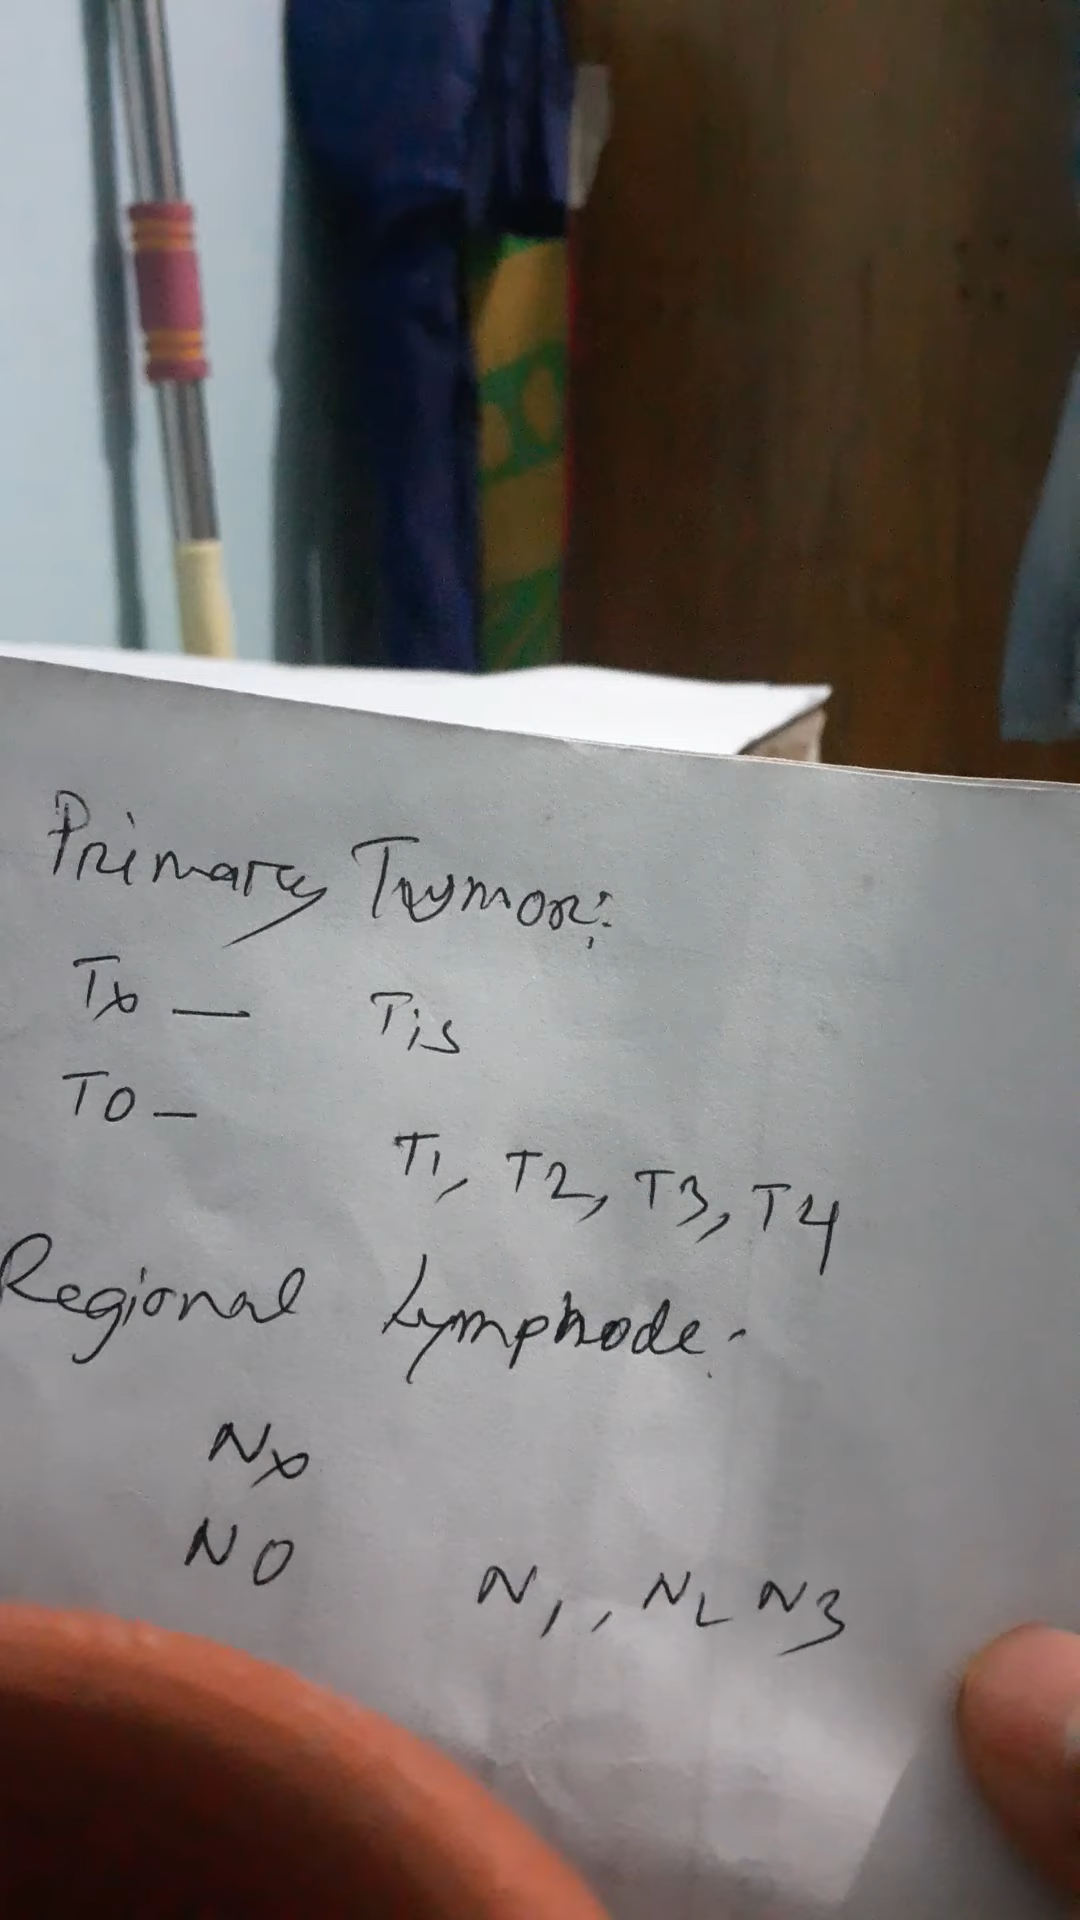 Primary Tumor:
Tx — Tis
T0 –
T1, T2, T3, T4
Regional Lymphnode:
Nx
N0
N1,, N2 N3